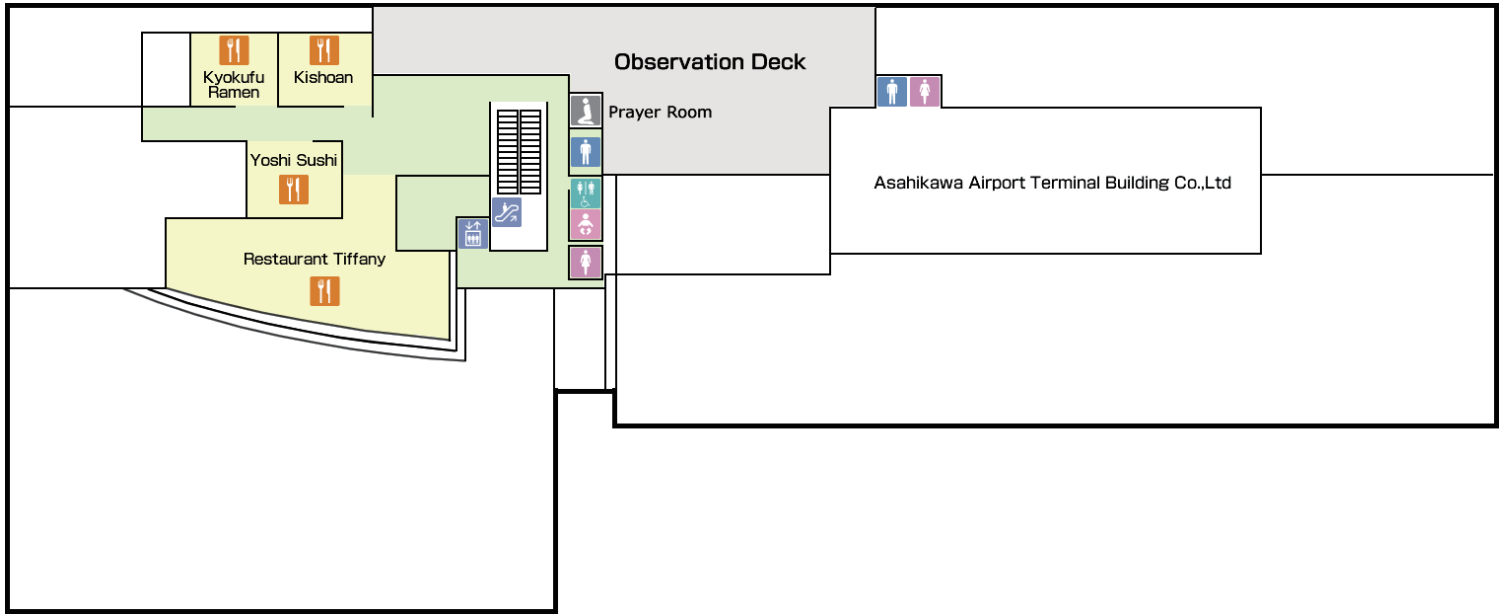 Observation Deck
Kyokufu
Ramen
Kishoan
Prayer Room
Yoshi Sushi
Asahikawa Airport Terminal Building Co.,Ltd
Restaurant Tiffany